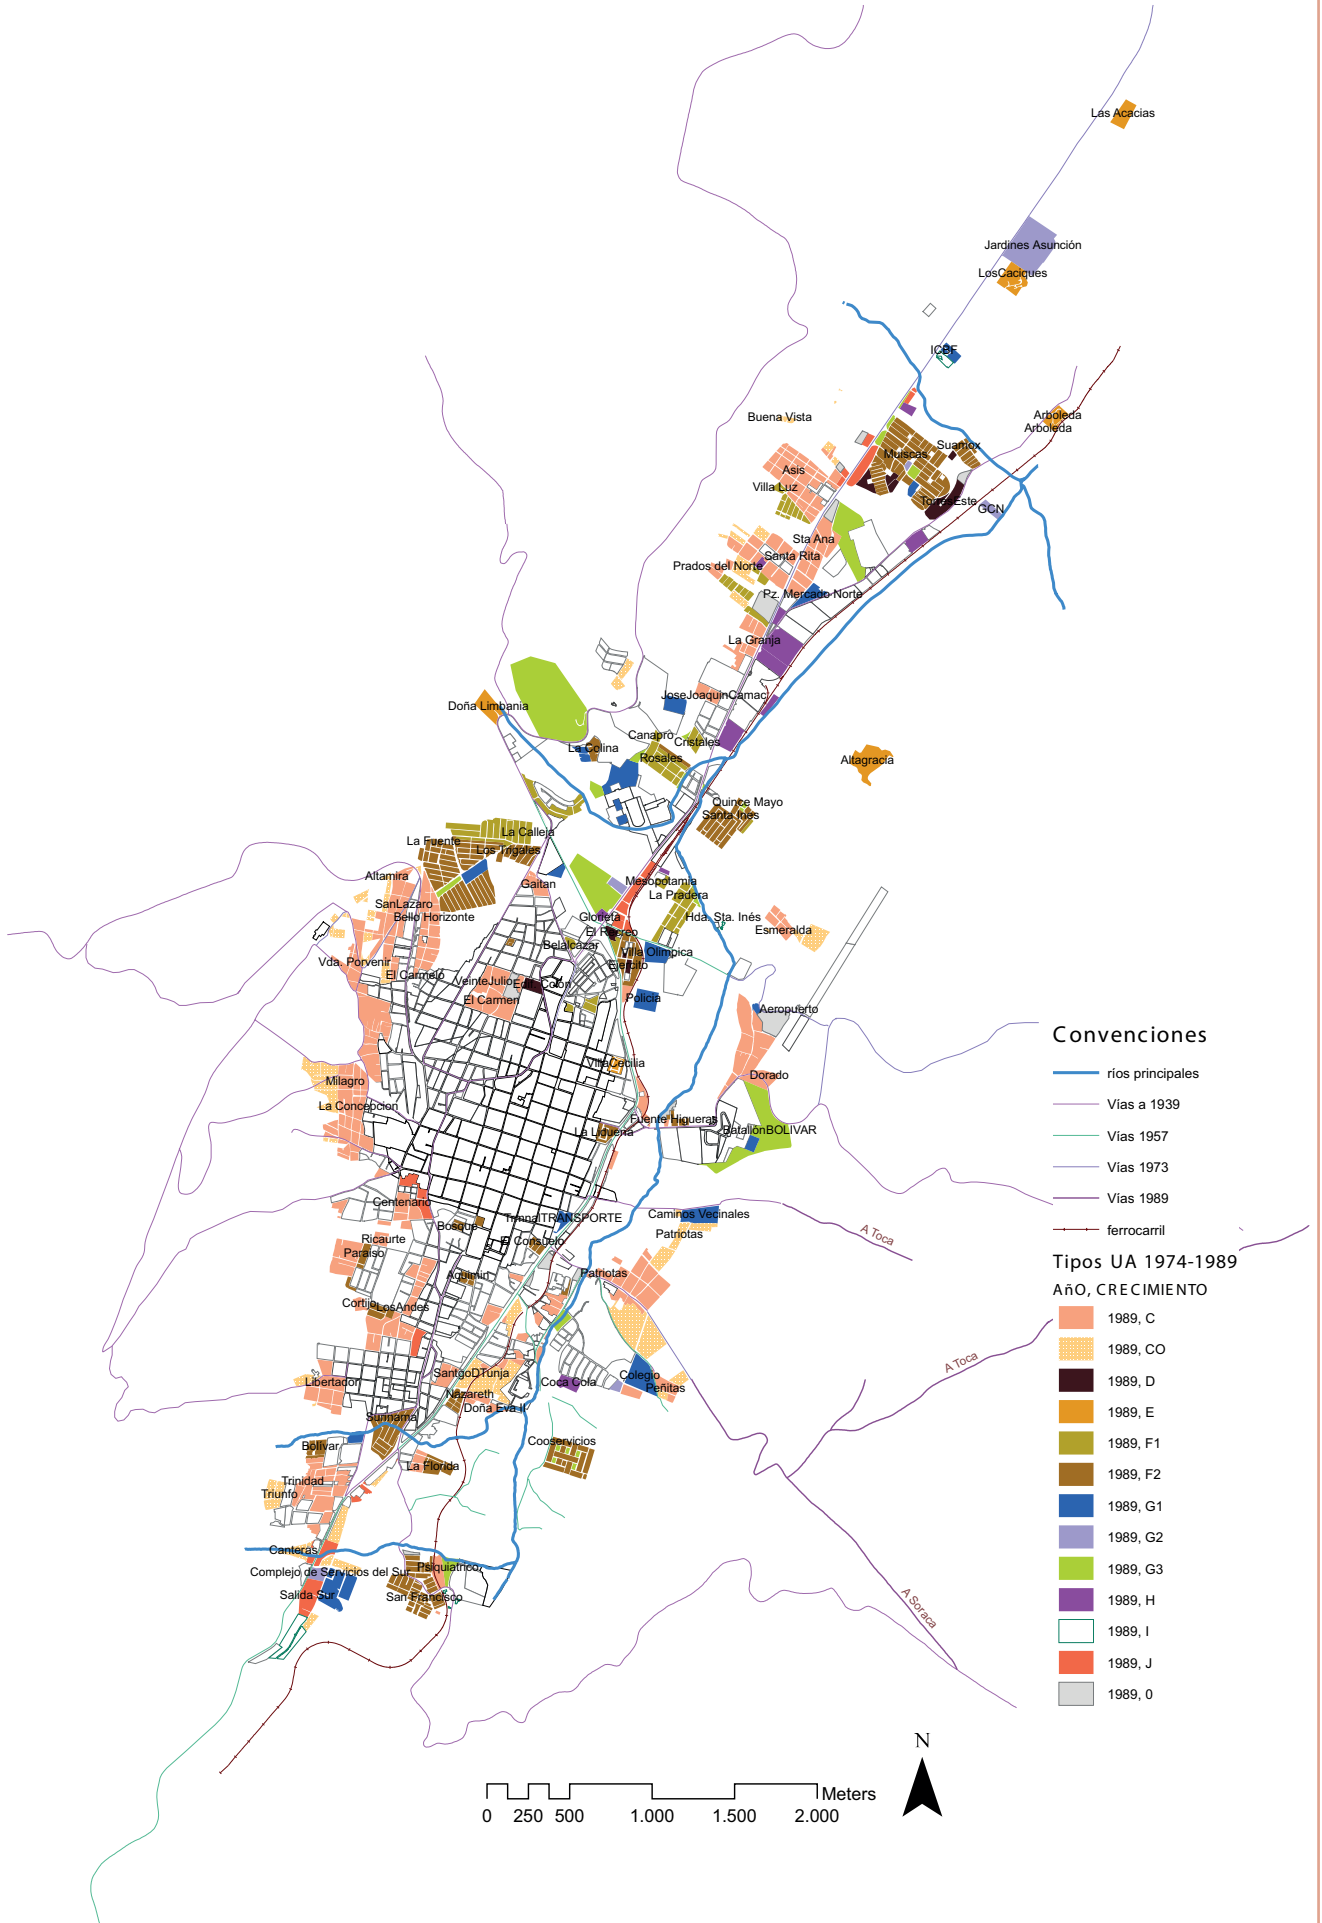 Las Acacias
Jardines Asunción
LosCaciques
ICBF
Arboleda
Arboleda
Buena Vista
Suamox
Muiscas
Asis
Villa Luz
TorresEste
GCN
Sta Ana
Santa Rita
Prados del Norte
Pz. Mercado Norte
La Granja
JoseJoaquinCamac
Doña Limbania
Canapro
Cristales
La Colina
Rosales
Altagracia
Quince Mayo
Santa Ines
La Calleja
La Fuente
Los Trigales
Altamira
Gaitan
Mesopotamia
La Pradera
SanLazaro
Bello Horizonte
Glorieta
Hda. Sta. Inés
El Recreo
Esmeralda
Belalcazar
Villa Olimpica
Vda. Porvenir
Ejercito
El Carmelo
VeinteJulio
Edif. Colon
El Carmen
Policia
Aeropuerto
VillaCecilia
Milagro
Dorado
La Concepcion
Fuente Higueras
La Liguena
BatallonBOLIVAR
Centenario
TrmnalTRANSPORTE
Caminos Vecinales
Bosque
Patriotas
Ricaurte
El Consuelo
Paraiso
A Toca
Aquimin
Patriotas
Cortijo
LosAndes
A Toca
SantgoDTunja
Libertador
Coca Cola
Colegio
Nazareth
Peñitas
Doña Eva II
Surinama
Bolivar
Cooservicios
La Florida
Trinidad
Triunfo
Canteras
Complejo de Servicios del Sur
Psiquiatrico
Salida Sur
San Francisco
A Soraca
Convenciones
ríos principales
Vías a 1939
Vías 1957
Vías 1973
Vías 1989
ferrocarril
Tipos UA 1974-1989
AñO, CRECIMIENTO
1989, C
1989, CO
1989, D
1989, E
1989, F1
1989, F2
1989, G1
1989, G2
1989, G3
1989, H
1989, I
1989, J
1989, 0
N
Meters
0 250 500 1.000 1.500 2.000